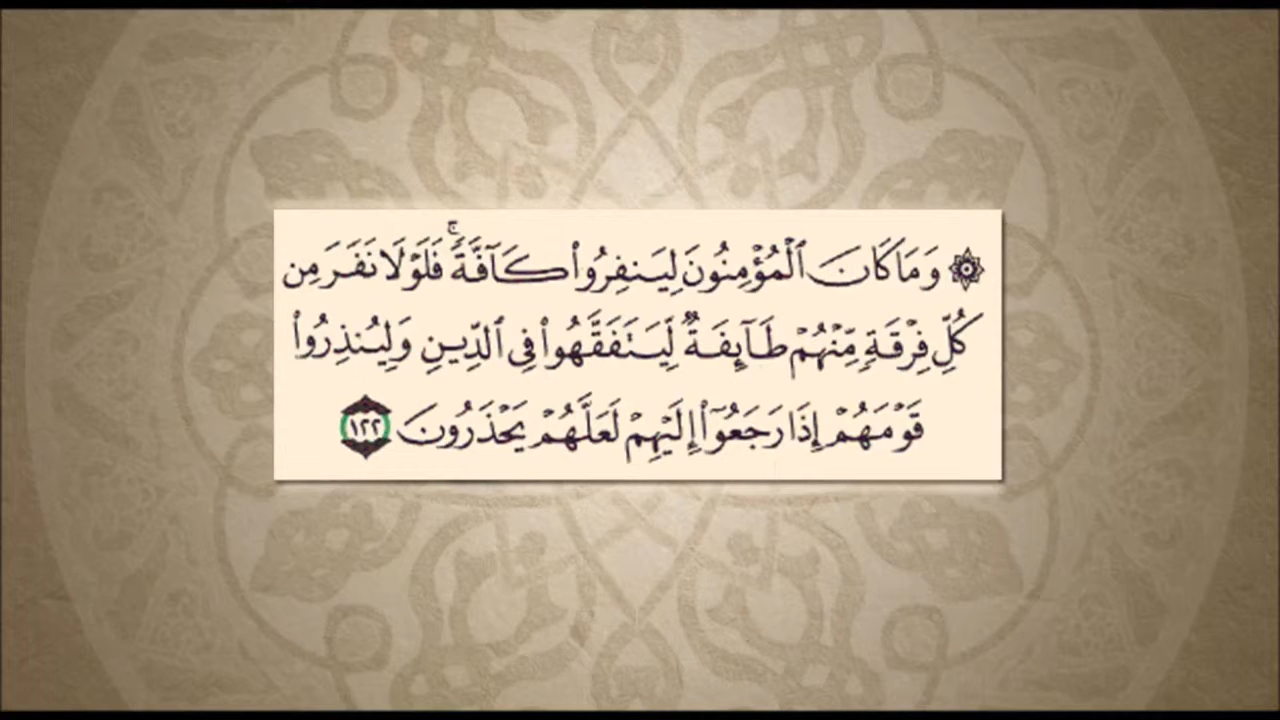 ۞ وَمَا كَانَ ٱلْمُؤْمِنُونَ لِيَنفِرُوا۟ كَآفَّةًۚ فَلَوْلَا نَفَرَ مِن
كُلِّ فِرْقَةٍ مِّنْهُمْ طَآئِفَةٌ لِّيَتَفَقَّهُوا۟ فِى ٱلدِّينِ وَلِيُنذِرُوا۟
قَوْمَهُمْ إِذَا رَجَعُوٓا۟ إِلَيْهِمْ لَعَلَّهُمْ يَحْذَرُونَ ١٢٢